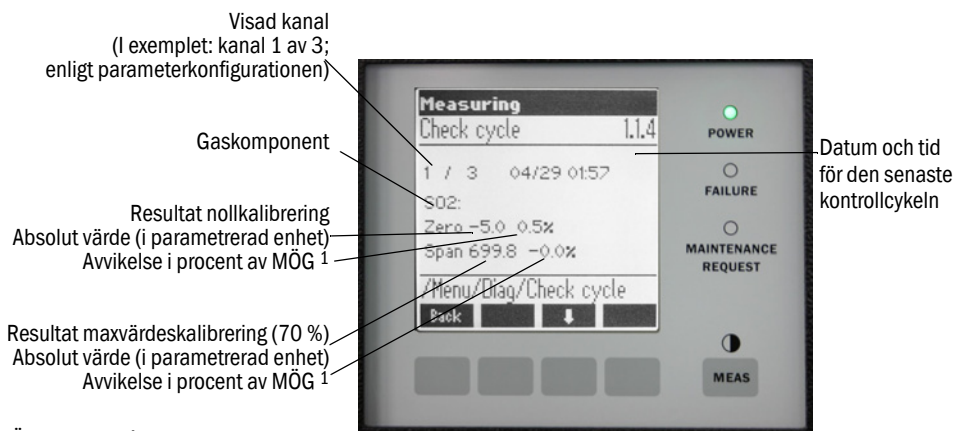 Visad kanal
(I exemplet: kanal 1 av 3;
enligt parameterkonfigurationen)
Gaskomponent
Resultat nollkalibrering
Absolut värde (i parametrerad enhet)
Avvikelse i procent av MÖG 1
Resultat maxvärdeskalibrering (70 %)
Absolut värde (i parametrerad enhet)
Avvikelse i procent av MÖG 1
Measuring
Check cycle 1.1.4
1 / 3 04/29 01:57
SO2:
Zero -5.0 0.5%
Span 699.8 -0.0%
/Menu/Diag/Check cycle
Back
POWER
FAILURE
MAINTENANCE
REQUEST
MEAS
Datum och tid
för den senaste
kontrollcykeln